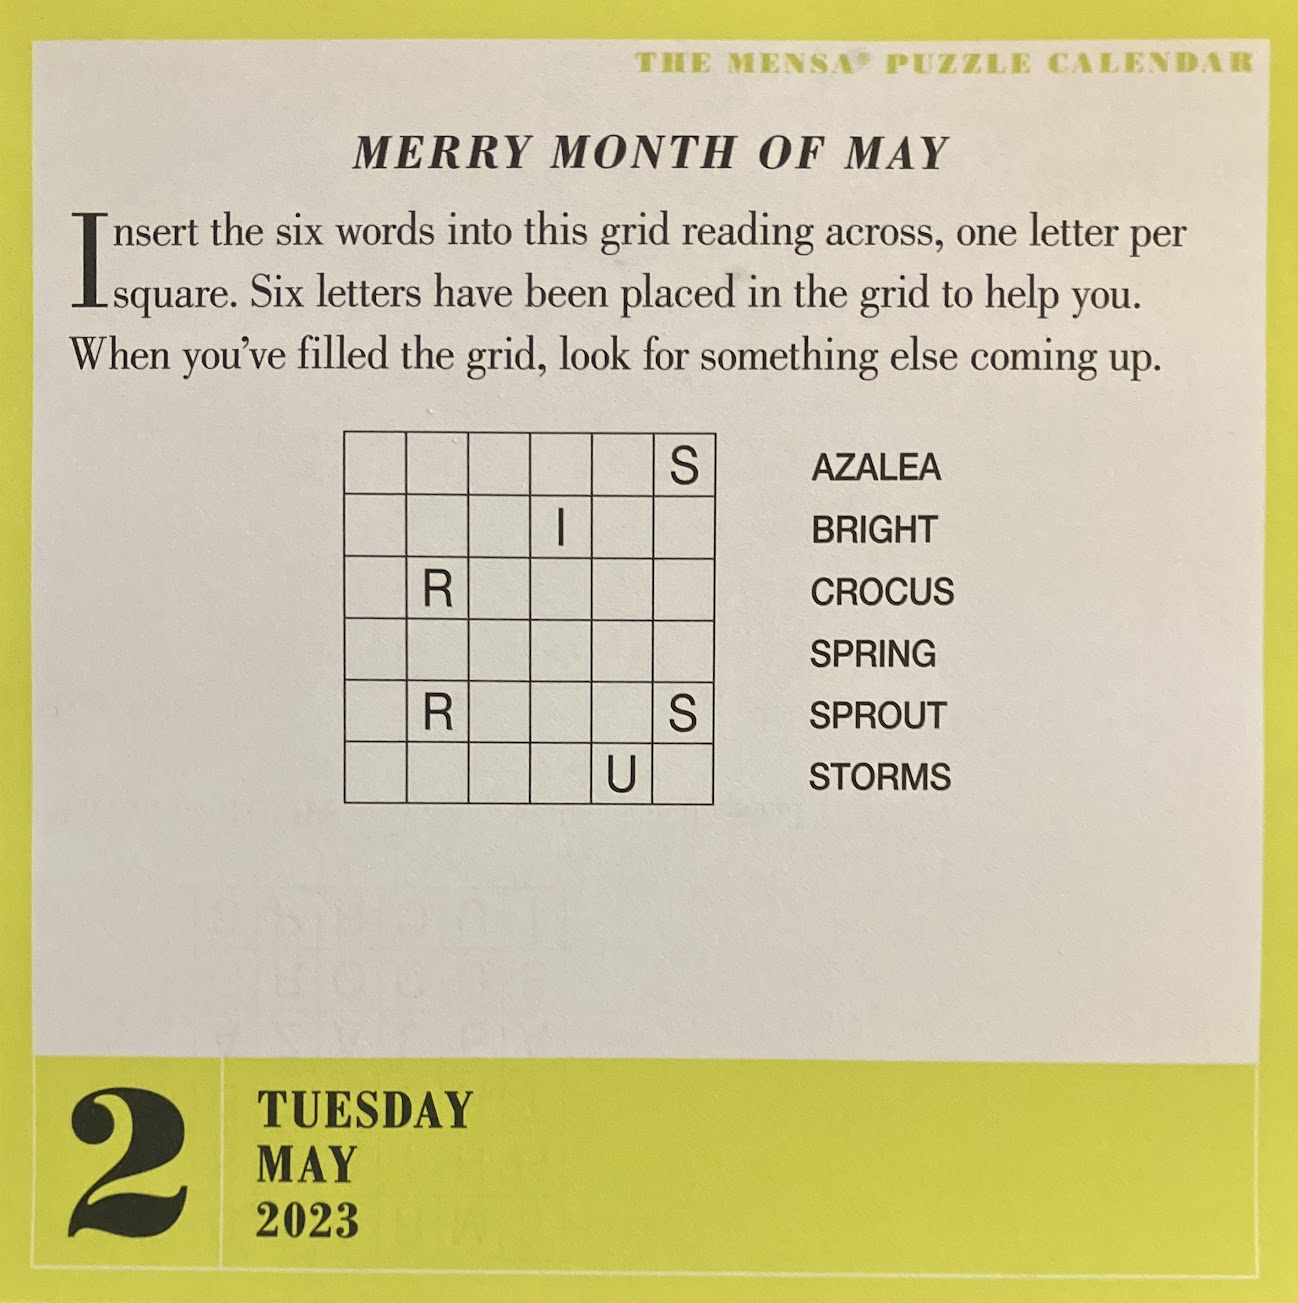 THE MENSA® PUZZLE CALENDAR
MERRY MONTH OF MAY
Insert the six words into this grid reading across, one letter per
square. Six letters have been placed in the grid to help you.
When you've filled the grid, look for something else coming up.
S
I
R
R S
U
AZALEA
BRIGHT
CROCUS
SPRING
SPROUT
STORMS
2
TUESDAY
MAY
2023